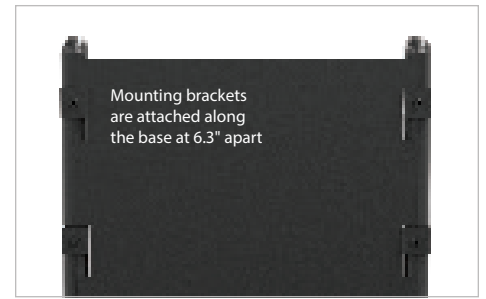 Mounting brackets
are attached along
the base at 6.3" apart